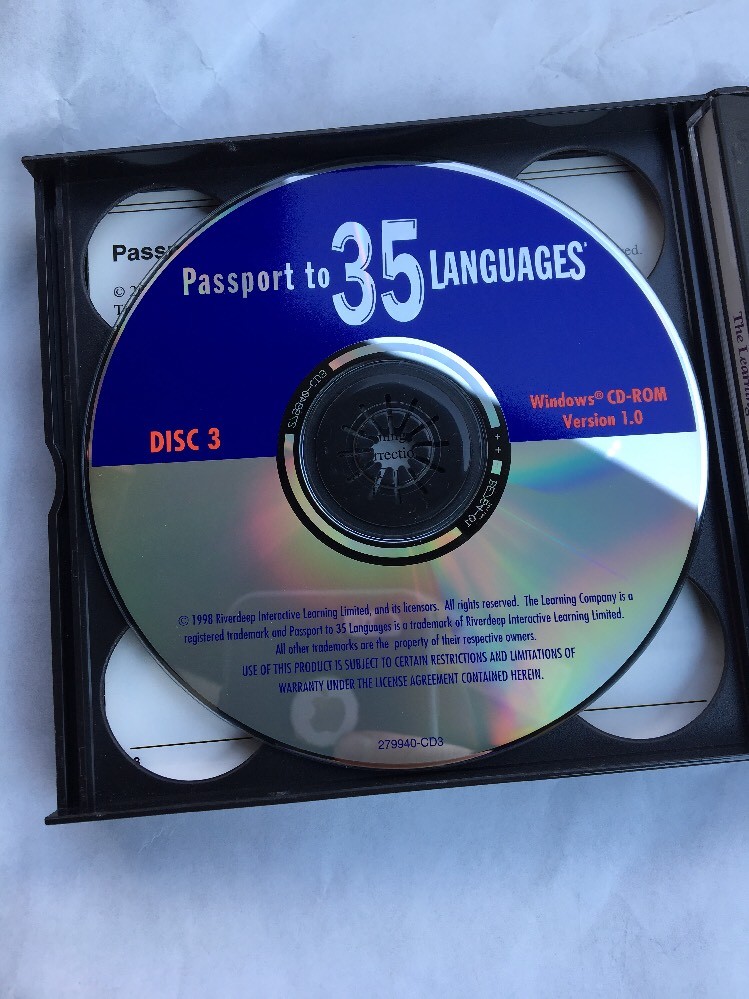 Passport to 35 LANGUAGES
Windows® CD-ROM
Version 1.0
DISC 3
© 1998 Riverdeep Interactive Learning Limited, and its licensors. All rights reserved. The Learning Company is a
registered trademark and Passport to 35 Languages is a trademark of Riverdeep Interactive Learning Limited.
All other trademarks are the property of their respective owners.
USE OF THIS PRODUCT IS SUBJECT TO CERTAIN RESTRICTIONS AND LIMITATIONS OF
WARRANTY UNDER THE LICENSE AGREEMENT CONTAINED HEREIN.
279940-CD3
Pass
©
The